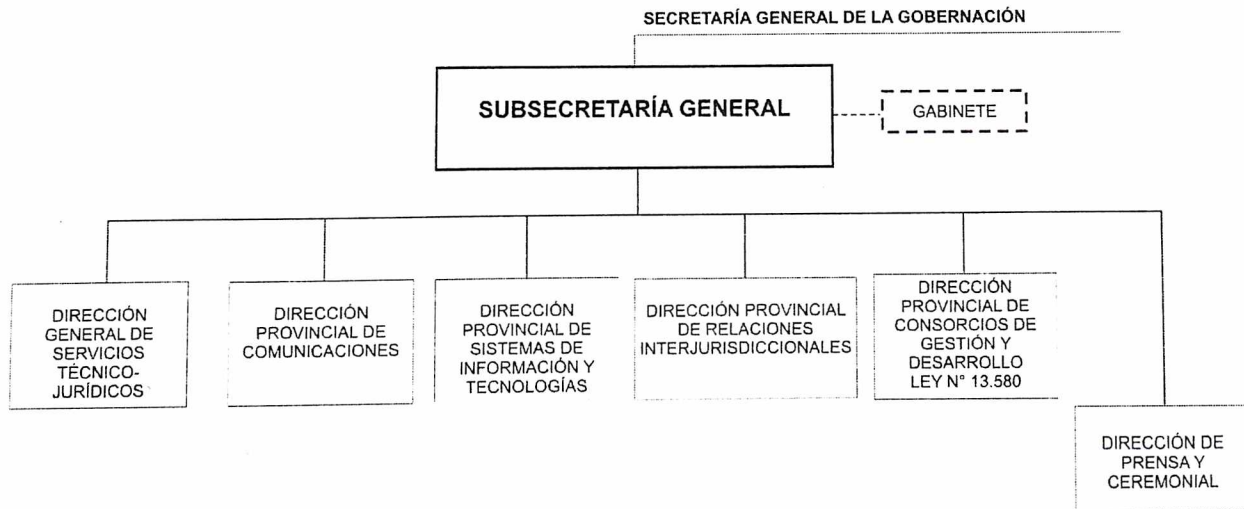 SECRETARÍA GENERAL DE LA GOBERNACIÓN
SUBSECRETARÍA GENERAL
GABINETE
DIRECCIÓN
GENERAL DE
SERVICIOS
TÉCNICO-
JURÍDICOS
DIRECCIÓN
PROVINCIAL DE
COMUNICACIONES
DIRECCIÓN
PROVINCIAL DE
SISTEMAS DE
INFORMACIÓN Y
TECNOLOGÍAS
DIRECCIÓN PROVINCIAL
DE RELACIONES
INTERJURISDICCIONALES
DIRECCIÓN
PROVINCIAL DE
CONSORCIOS DE
GESTIÓN Y
DESARROLLO
LEY N° 13.580
DIRECCIÓN DE
PRENSA Y
CEREMONIAL